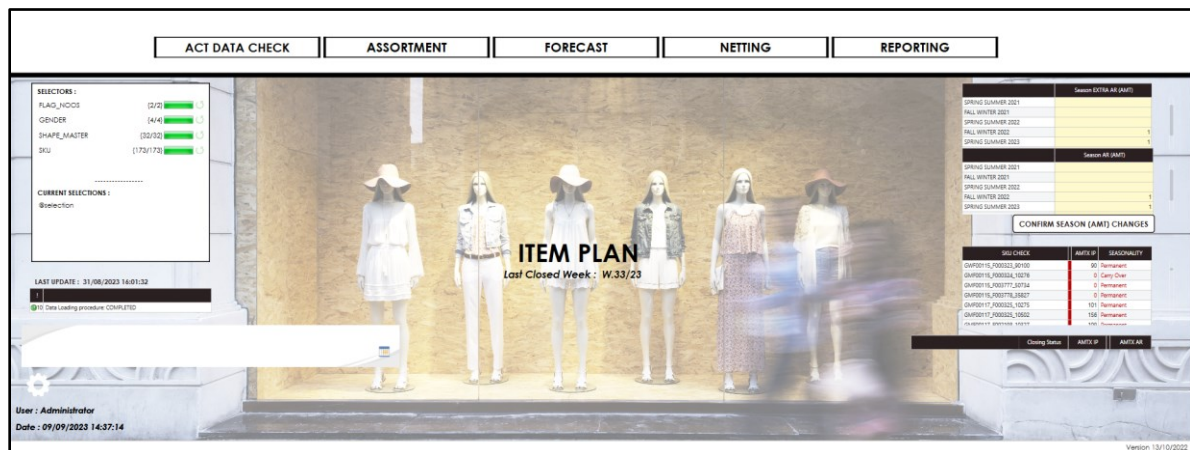 ACT DATA CHECK ASSORTMENT FORECAST NETTING REPORTING
SELECTORS :
FLAG_NOOS (2/2)
GENDER (4/4)
SHAPE_MASTER (32/32)
SKU (173/173)
----------------
CURRENT SELECTIONS :
@selection
LAST UPDATE : 31/08/2023 16:01:32
1
10. Data Loading procedure: COMPLETED
User : Administrator
Date : 09/09/2023 14:37:14
ITEM PLAN
Last Closed Week : W.33/23
Season EXTRA AR (AMT)
SPRING SUMMER 2021
FALL WINTER 2021
SPRING SUMMER 2022
FALL WINTER 2022 1
SPRING SUMMER 2023 1
Season AR (AMT)
SPRING SUMMER 2021
FALL WINTER 2021
SPRING SUMMER 2022
FALL WINTER 2022 1
SPRING SUMMER 2023 1
CONFIRM SEASON (AMT) CHANGES
SKU CHECK AMTX IP SEASONALITY
GWF00115_F000323_90100 90 Permanent
GMF00115_F000324_10276 0 Carry Over
GMF00115_F000777_50734 0 Permanent
GMF00115_F000778_35827 0 Permanent
GMF00117_F000325_10275 101 Permanent
GMF00117_F000325_10502 158 Permanent
Closing Status AMTX IP AMTX AR
Version 13/10/2022